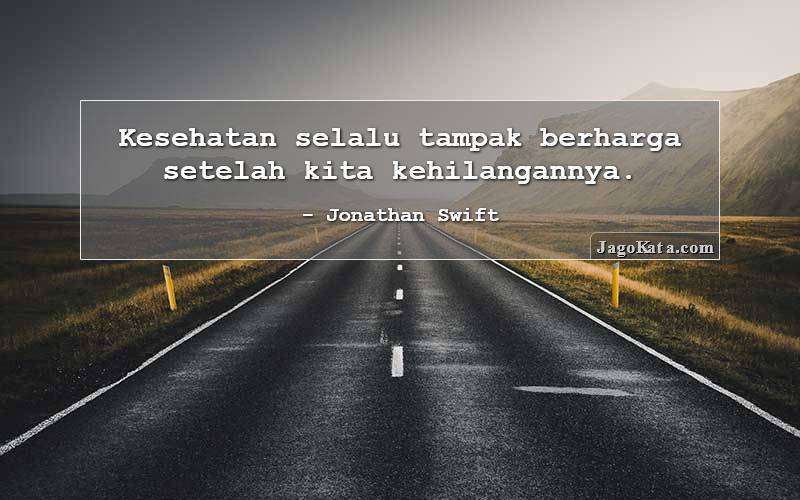 Kesehatan selalu tampak berharga
setelah kita kehilangannya.
- Jonathan Swift
JagoKata.com